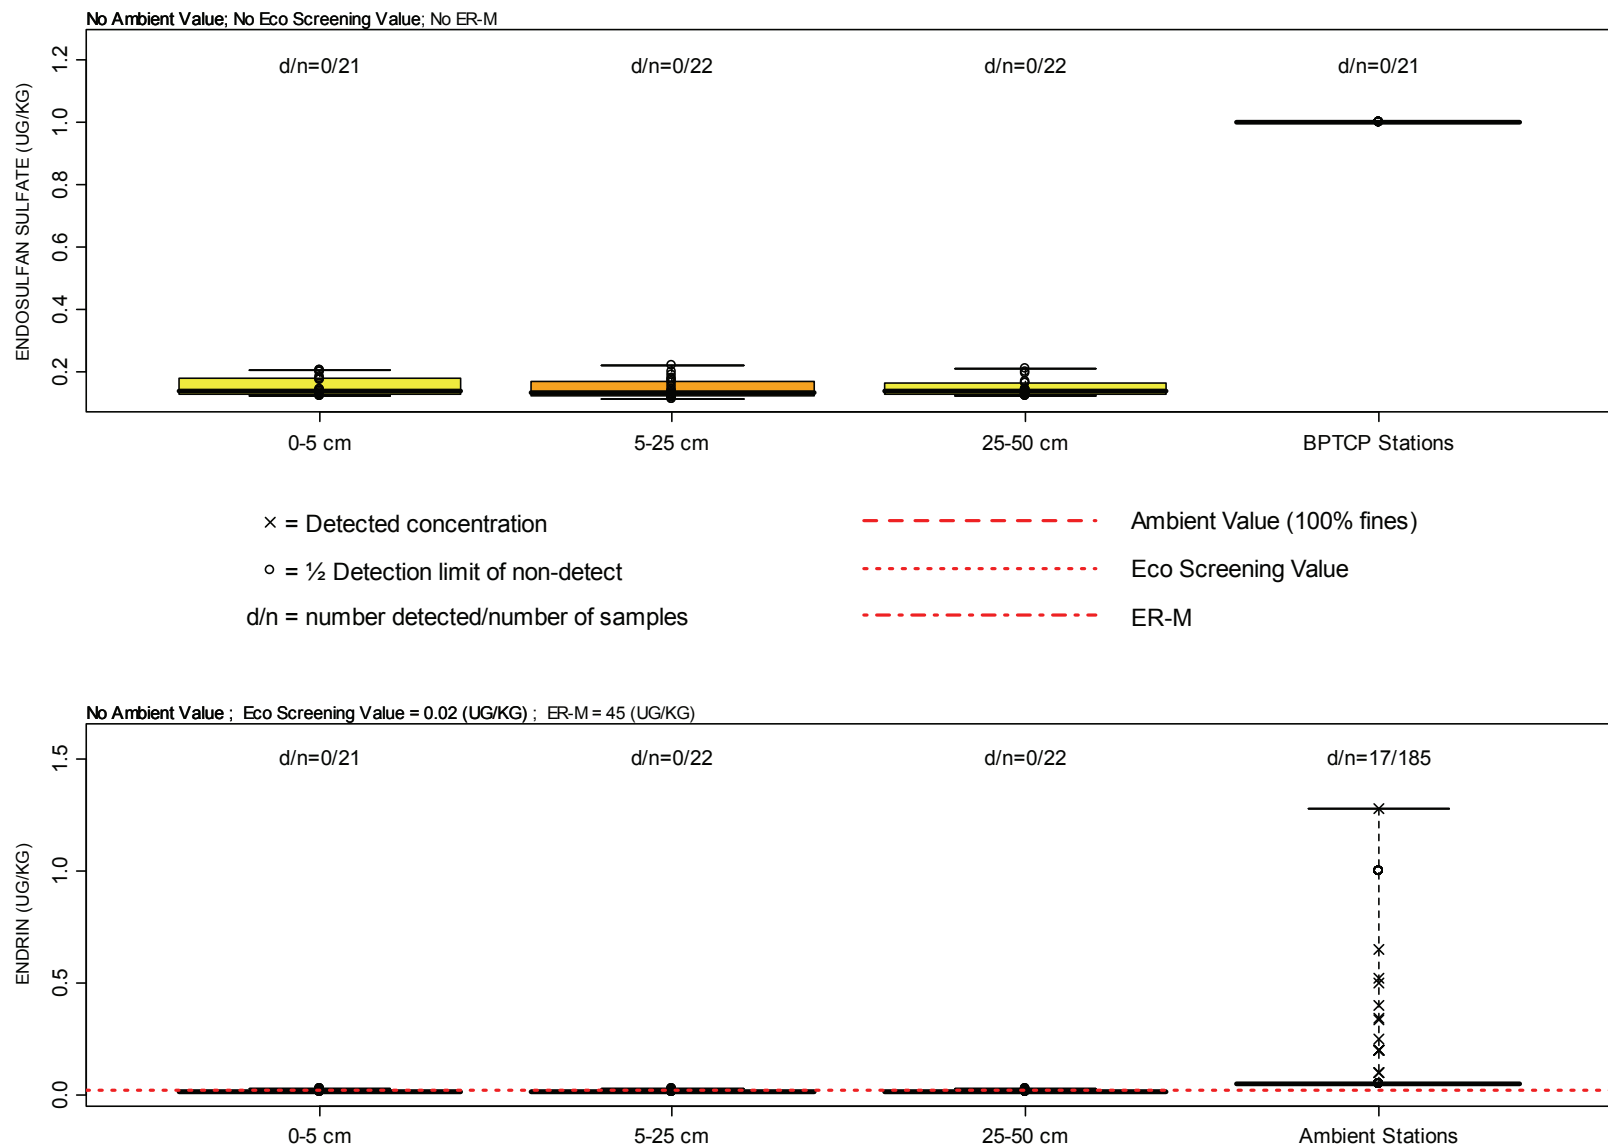 No Ambient Value; No Eco Screening Value; No ER-M
d/n=0/21 d/n=0/22 d/n=0/22 d/n=0/21
ENDOSULFAN SULFATE (UG/KG)
1.2
1.0
0.8
0.6
0.4
0.2
0-5 cm 5-25 cm 25-50 cm BPTCP Stations
× = Detected concentration
Ambient Value (100% fines)
○ = ½ Detection limit of non-detect
Eco Screening Value
d/n = number detected/number of samples
ER-M
No Ambient Value ; Eco Screening Value = 0.02 (UG/KG) ; ER-M = 45 (UG/KG)
d/n=0/21 d/n=0/22 d/n=0/22 d/n=17/185
ENDRIN (UG/KG)
1.5
1.0
0.5
0.0
0-5 cm 5-25 cm 25-50 cm Ambient Stations